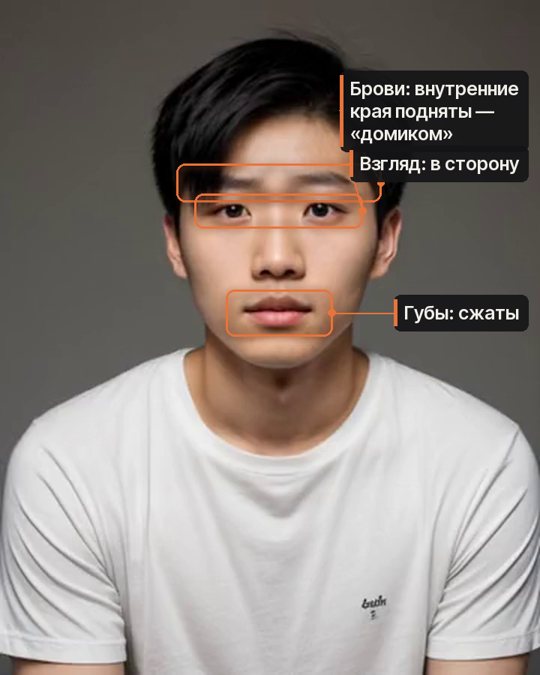 Брови: внутренние
края подняты —
«домиком»
Взгляд: в сторону
Губы: сжаты